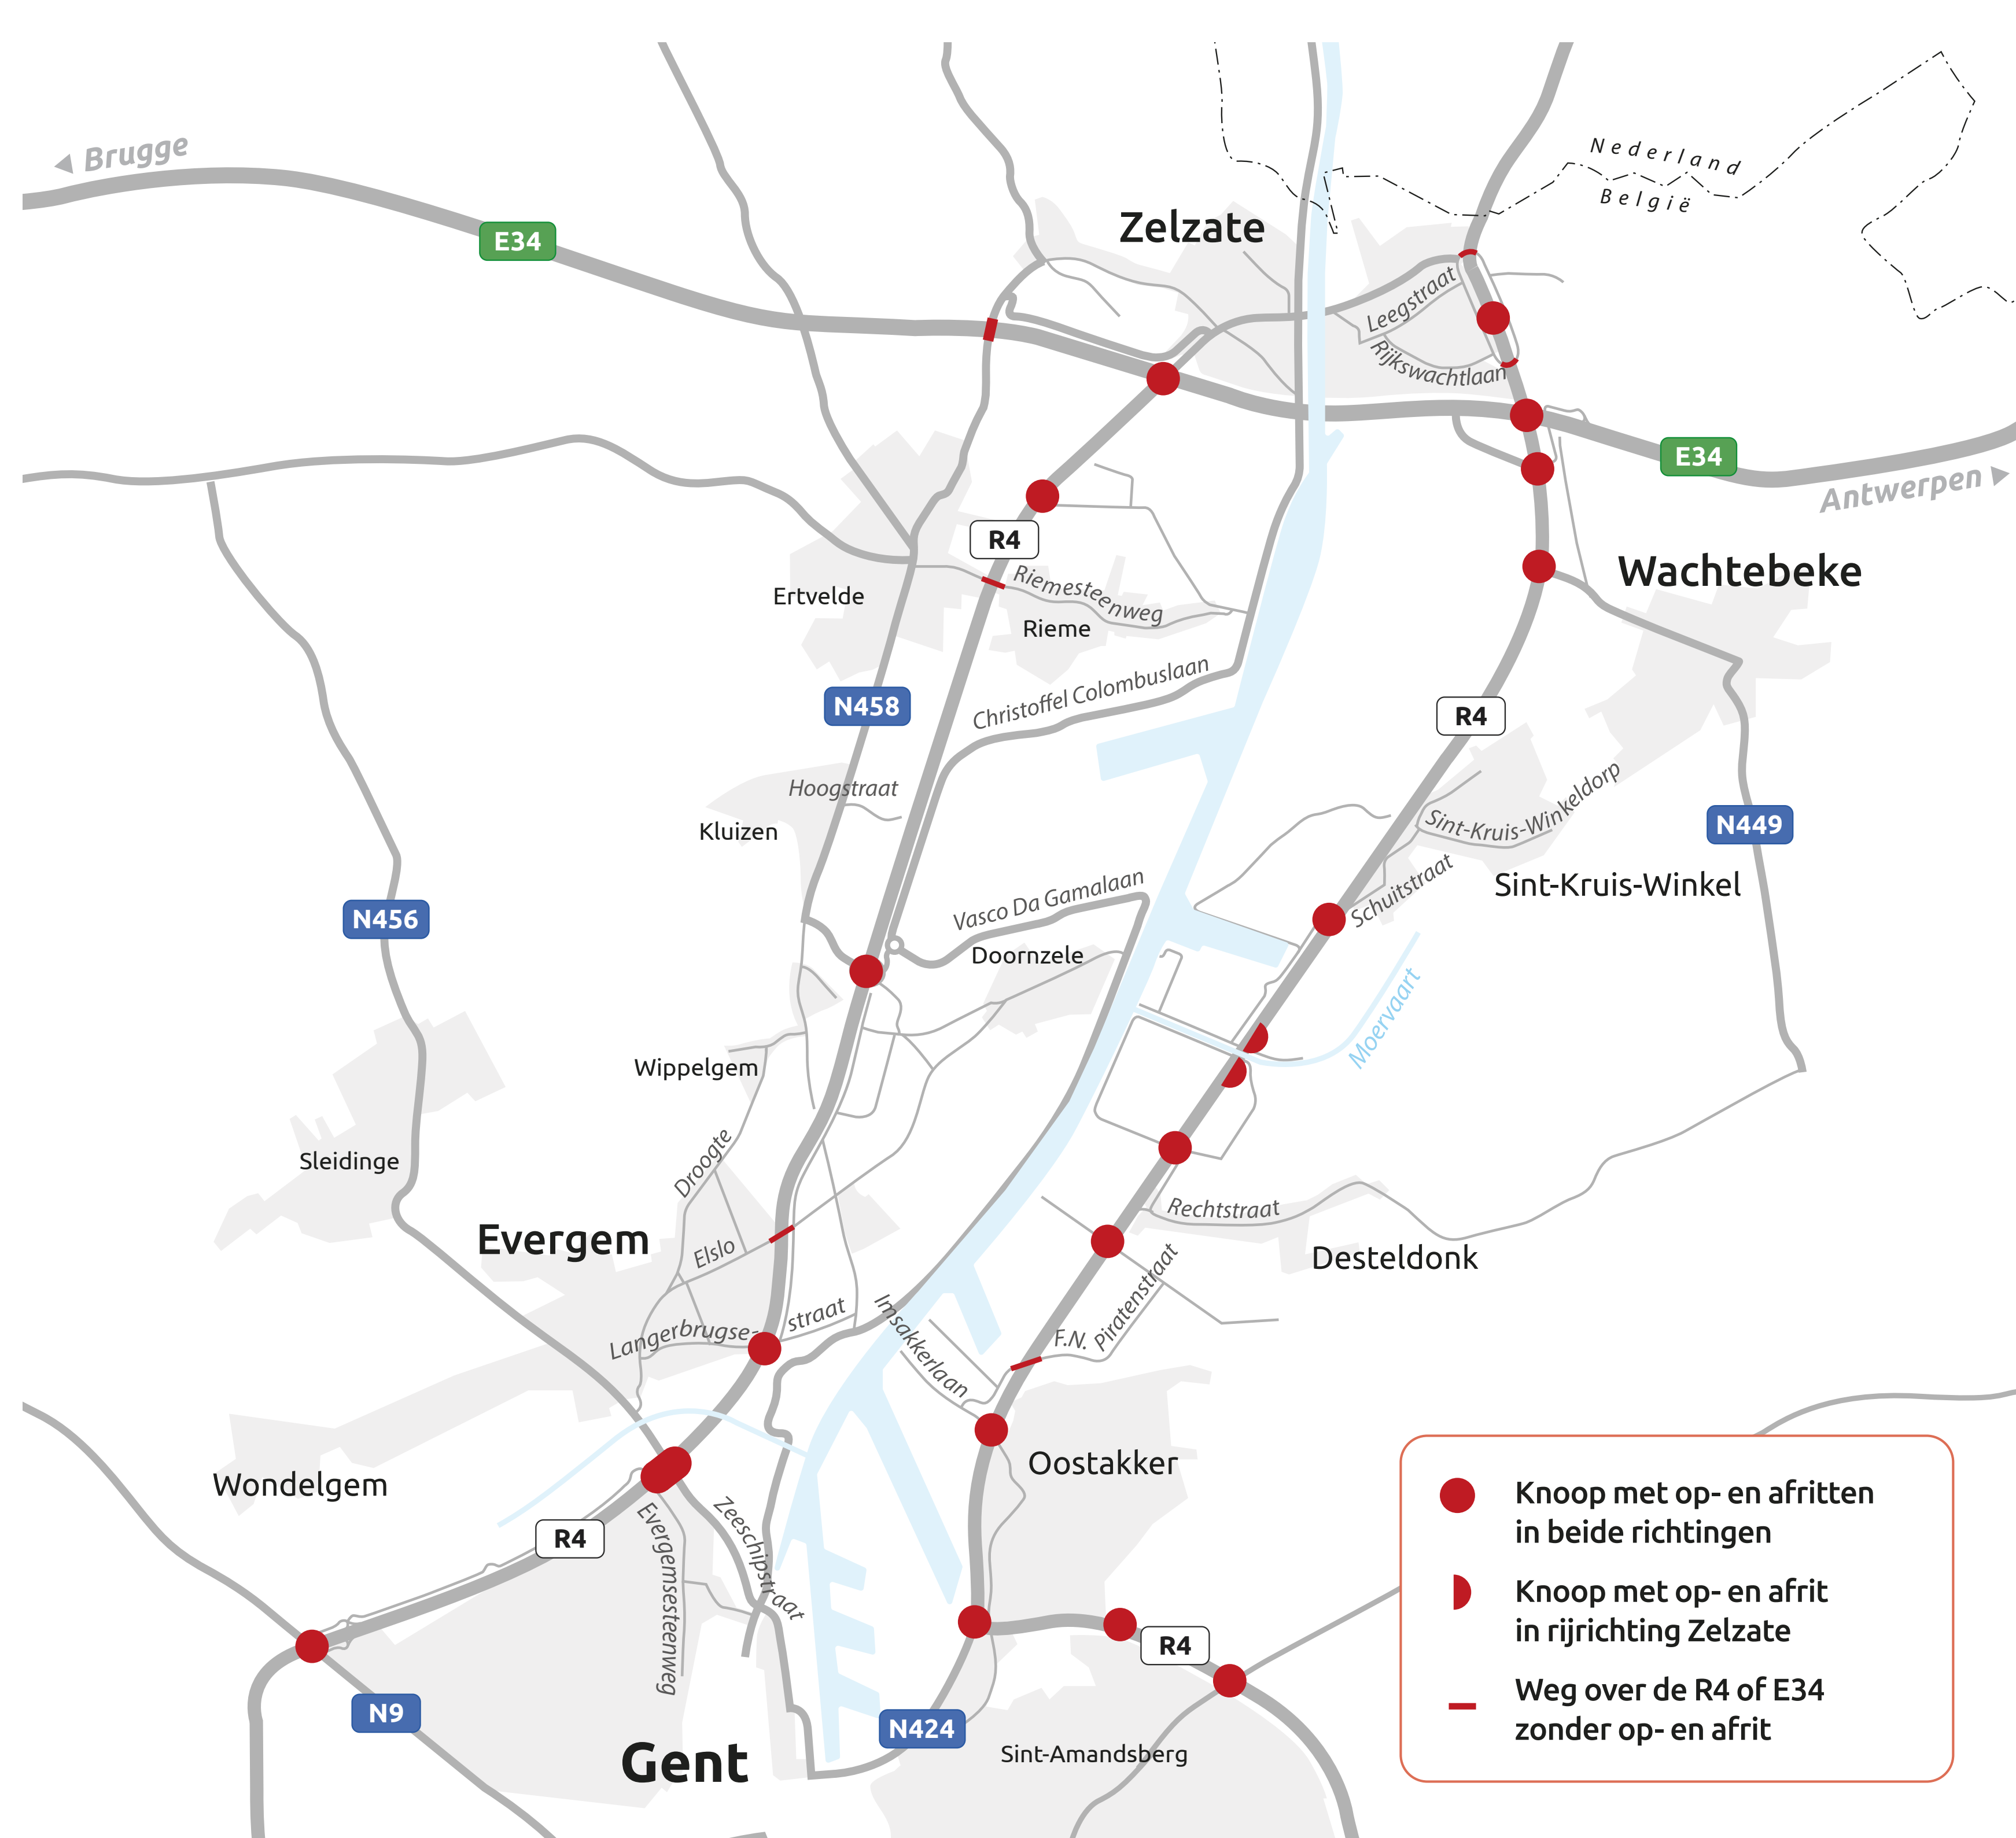 Brugge
Nederland
België
Zelzate
E34
Leegstraat
Rijkswachtlaan
E34
Antwerpen
R4
Wachtebeke
Riemesteenweg
Ertvelde
Rieme
Christoffel Colombuslaan
N458
R4
Hoogstraat
Kluizen
Sint-Kruis-Winkeldorp
N449
Schuitstraat
Sint-Kruis-Winkel
N456
Vasco Da Gamalaan
Doornzele
Moervaart
Wippelgem
Droogte
Sleidinge
Rechtstraat
Evergem
Elslo
Desteldonk
Langerbrugse-
straat
Imsakkerlaan
F.N. Piratenstraat
Oostakker
Wondelgem
R4
Evergemsesteenweg
Zeeschipstraat
R4
N9
N424
Gent
Sint-Amandsberg
Knoop met op- en afritten
in beide richtingen
Knoop met op- en afrit
in rijrichting Zelzate
Weg over de R4 of E34
zonder op- en afrit